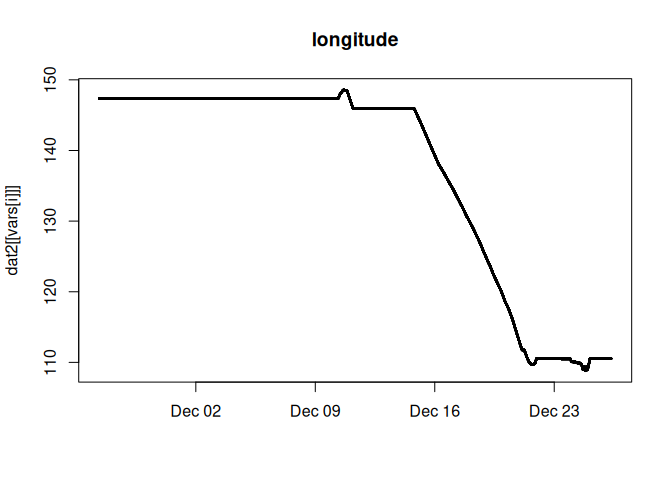 longitude
dat2[[vars[i]]]
150
140
130
120
110
Dec 02
Dec 09
Dec 16
Dec 23